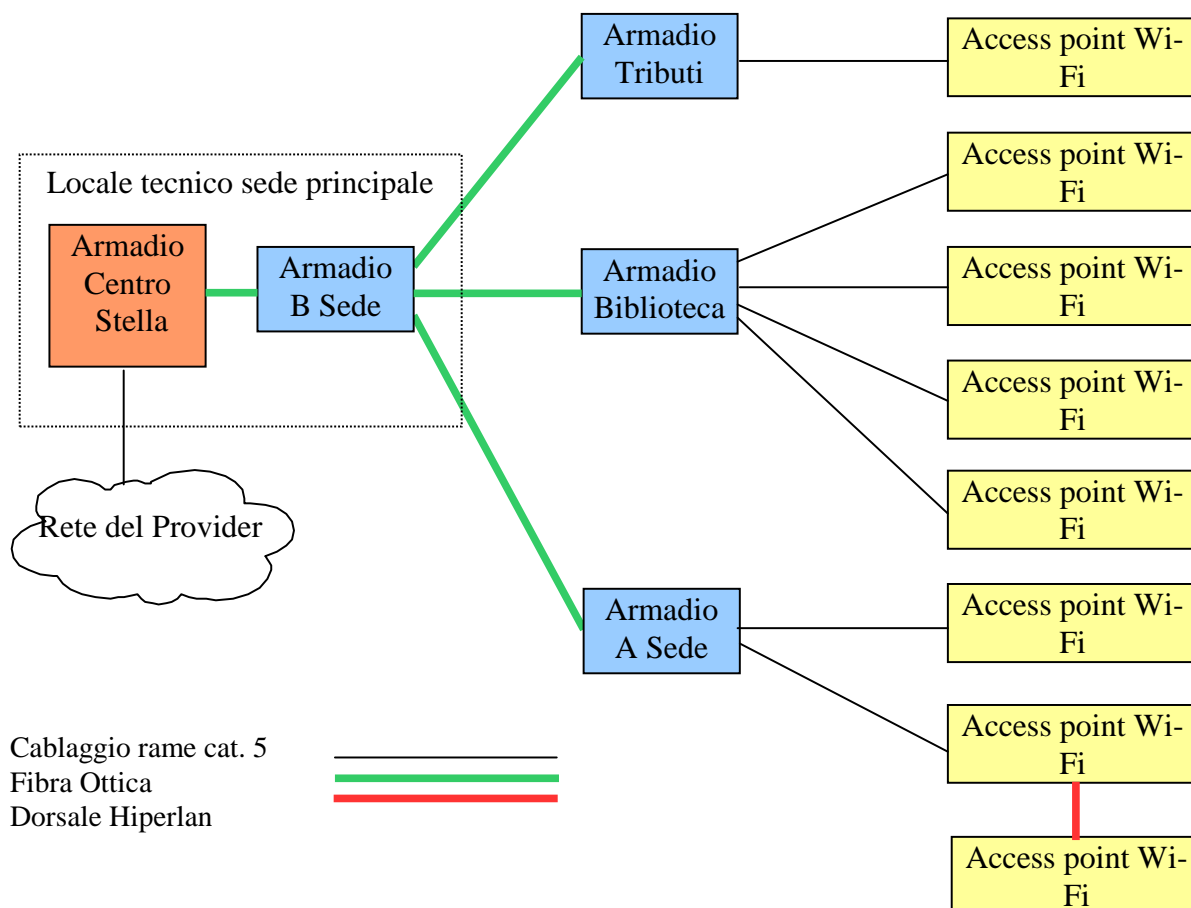 Armadio
Tributi
Access point Wi-
Fi
Access point Wi-
Fi
Locale tecnico sede principale
Armadio
Centro
Stella
Armadio
B Sede
Armadio
Biblioteca
Access point Wi-
Fi
Access point Wi-
Fi
Access point Wi-
Fi
Rete del Provider
Armadio
A Sede
Access point Wi-
Fi
Access point Wi-
Fi
Access point Wi-
Fi
Cablaggio rame cat. 5
Fibra Ottica
Dorsale Hiperlan